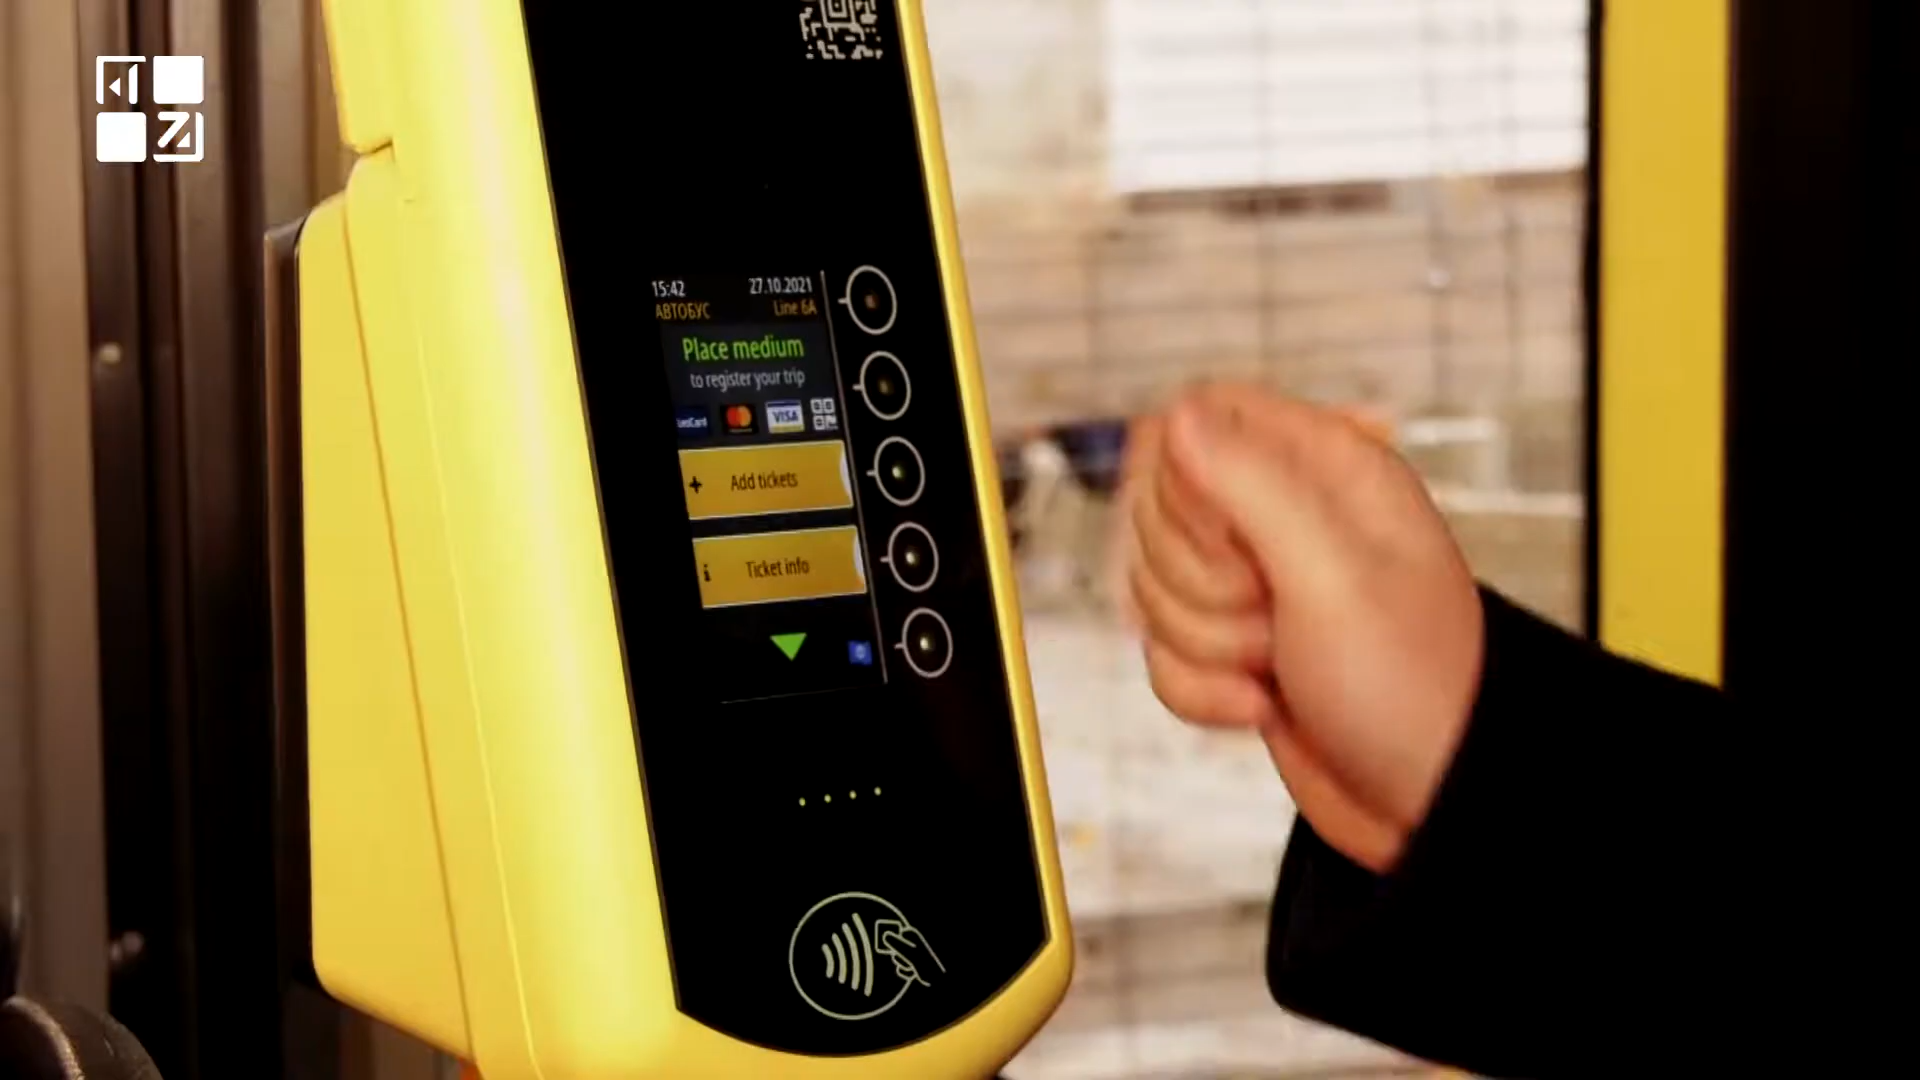 15:42 27.10.2021
АВТОБУС Line 6A
Place medium
to register your trip
VISA
+ Add tickets
i Ticket info